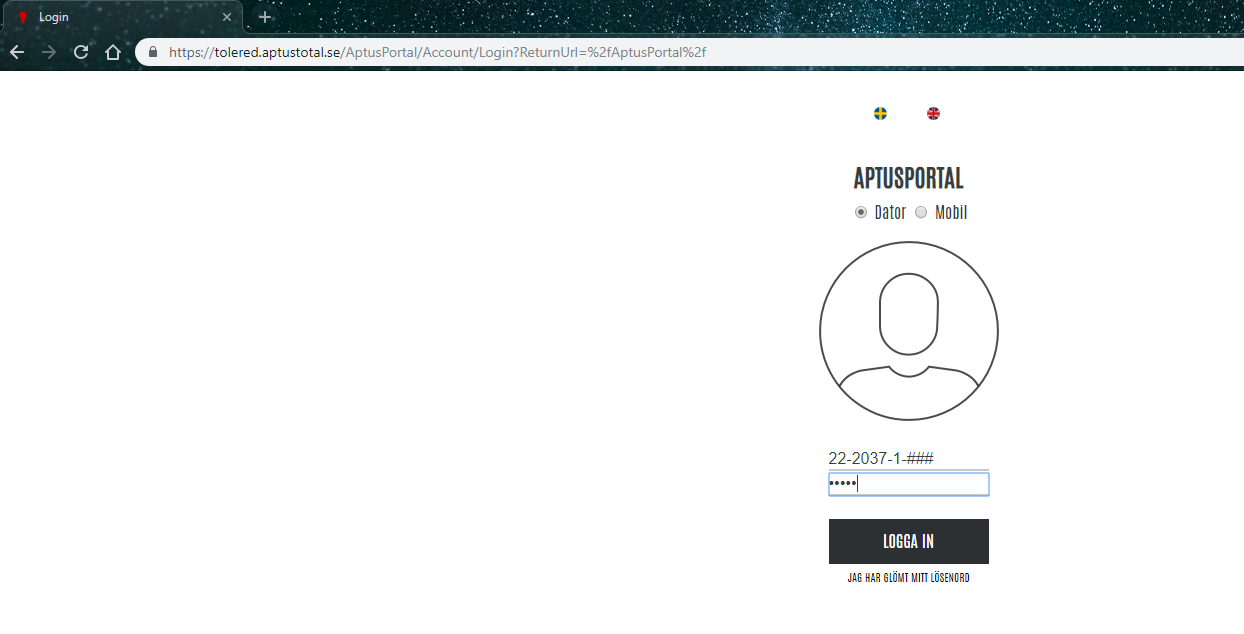 Login
https://tolered.aptustotal.se/AptusPortal/Account/Login?ReturnUrl=%2fAptusPortal%2f
APTUSPORTAL
Dator Mobil
22-2037-1-###
•••••
LOGGA IN
JAG HAR GLÖMT MITT LÖSENORD